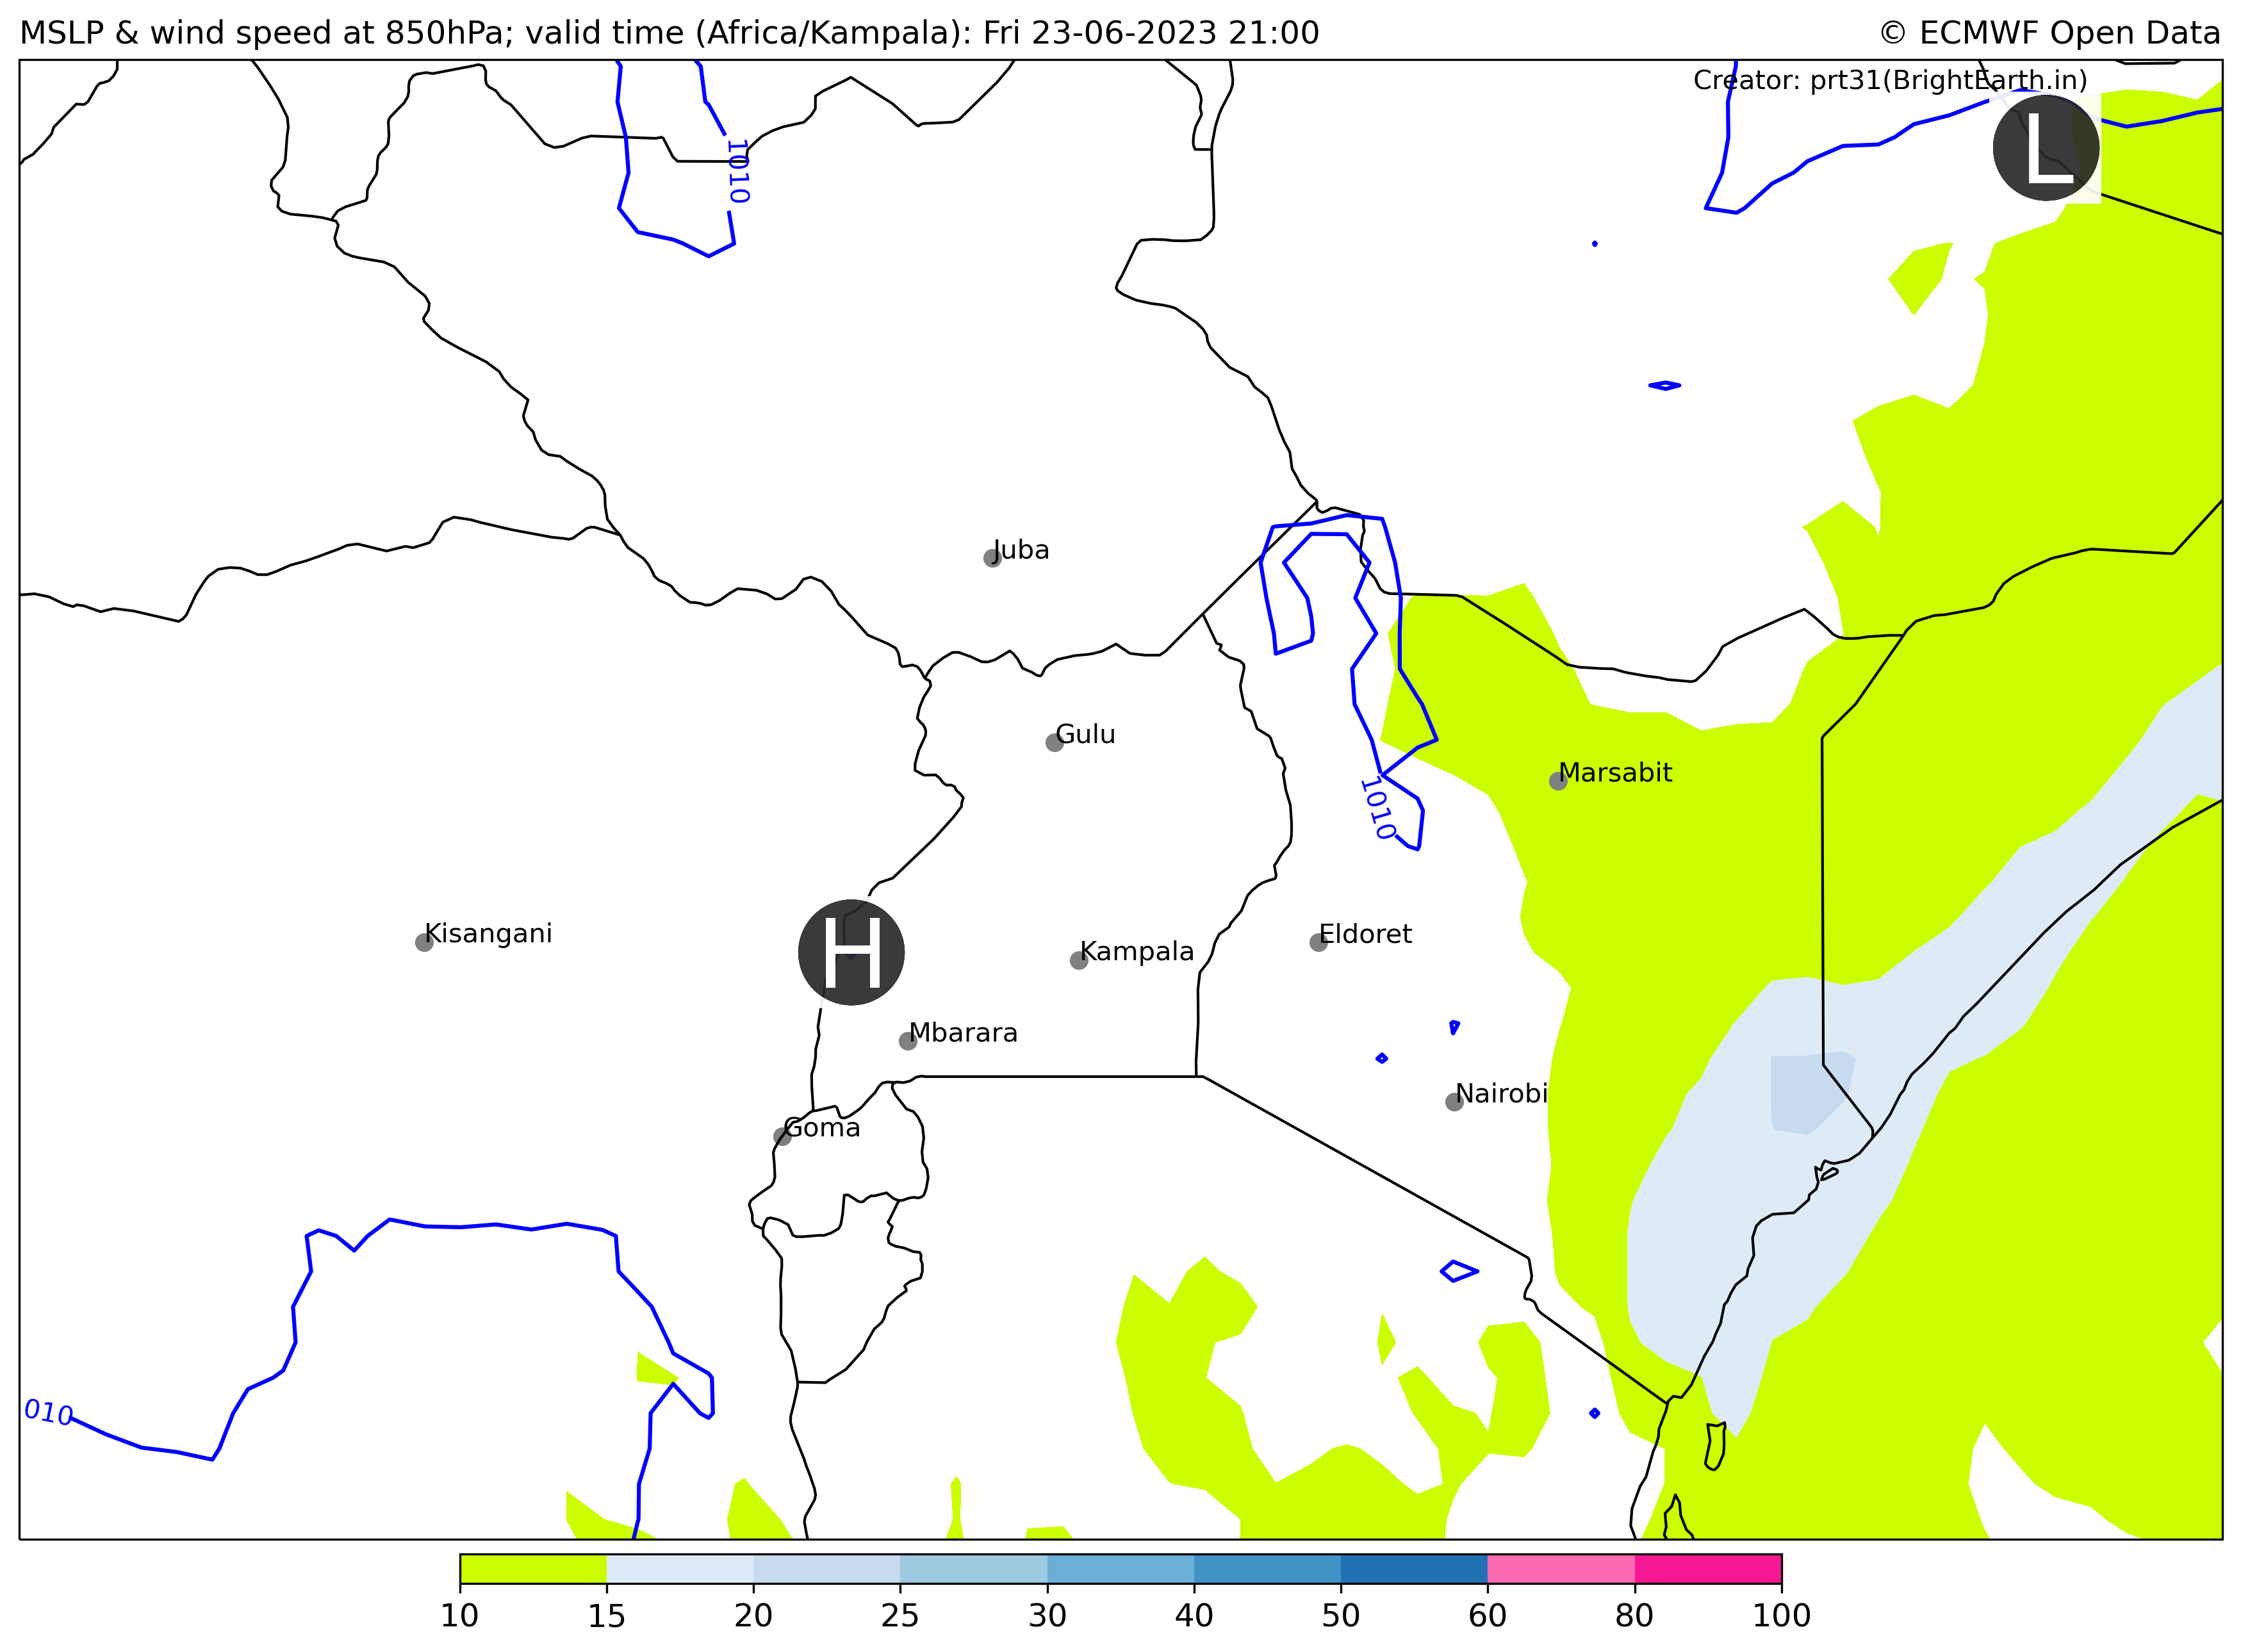 MSLP & wind speed at 850hPa; valid time (Africa/Kampala): Fri 23-06-2023 21:00
© ECMWF Open Data
Creator: prt31(BrightEarth.in)
L
1010
Juba
Gulu
Marsabit
1010
Kisangani
H
Kampala
Eldoret
Mbarara
Nairobi
Goma
010
10 15 20 25 30 40 50 60 80 100